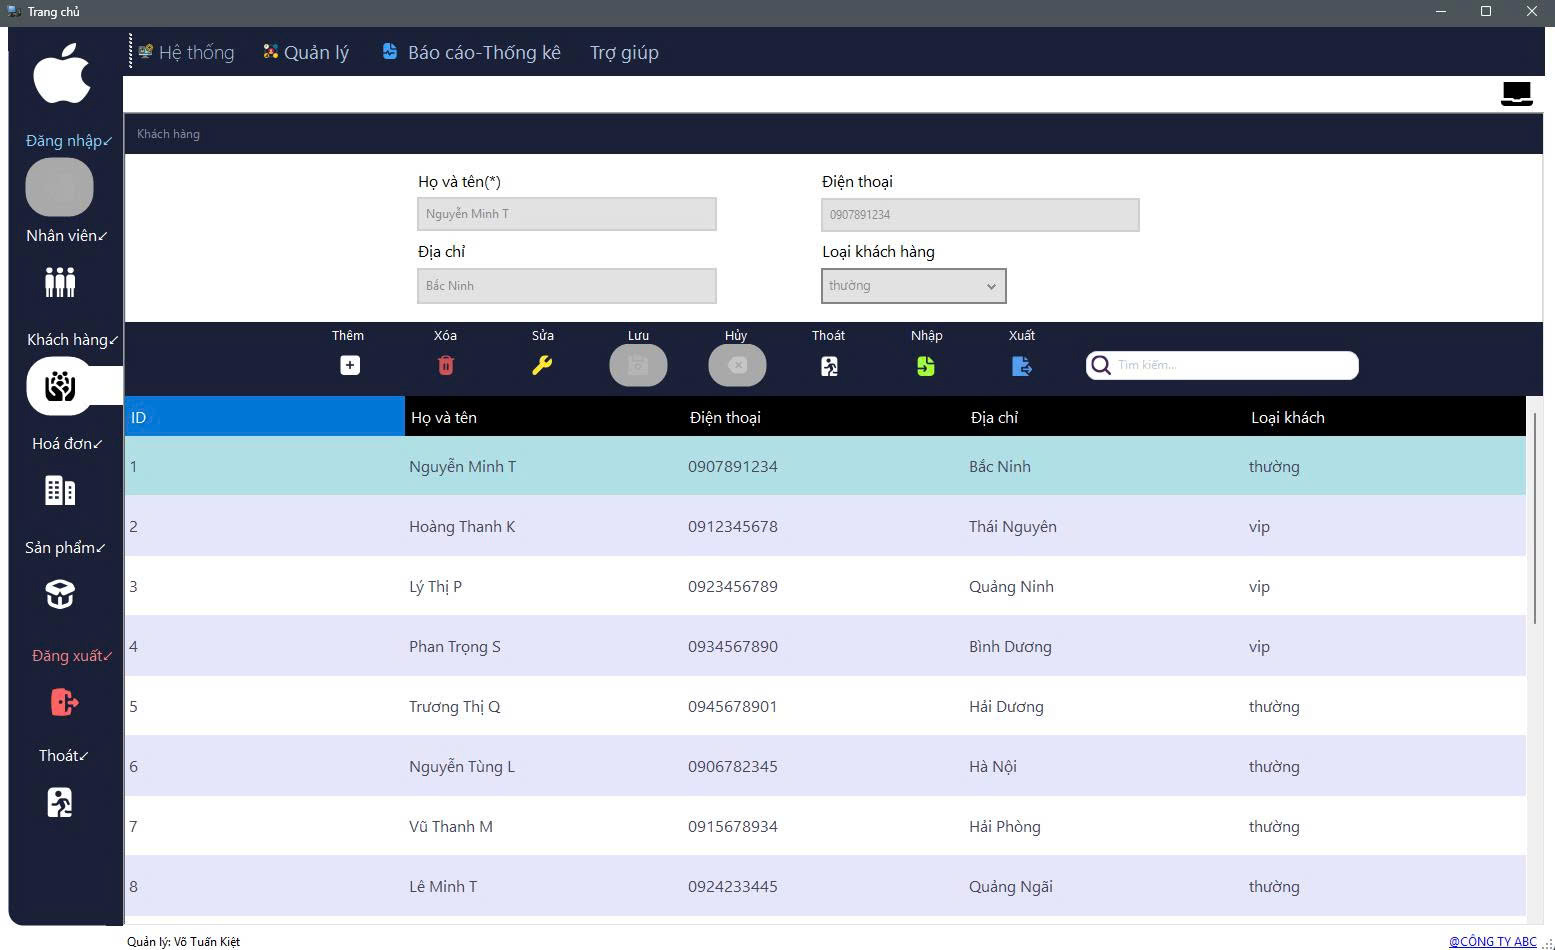 Trang chủ
Hệ thống Quản lý Báo cáo-Thống kê Trợ giúp
Đăng nhập↙
Nhân viên↙
Khách hàng↙
Hoá đơn↙
Sản phẩm↙
Đăng xuất↙
Thoát↙
Khách hàng
Họ và tên(*) Điện thoại
Nguyễn Minh T 0907891234
Địa chỉ Loại khách hàng
Bắc Ninh thường
Thêm Xóa Sửa Lưu Hủy Thoát Nhập Xuất
Tìm kiếm...
ID Họ và tên Điện thoại Địa chỉ Loại khách
1 Nguyễn Minh T 0907891234 Bắc Ninh thường
2 Hoàng Thanh K 0912345678 Thái Nguyên vip
3 Lý Thị P 0923456789 Quảng Ninh vip
4 Phan Trọng S 0934567890 Bình Dương vip
5 Trương Thị Q 0945678901 Hải Dương thường
6 Nguyễn Tùng L 0906782345 Hà Nội thường
7 Vũ Thanh M 0915678934 Hải Phòng thường
8 Lê Minh T 0924233445 Quảng Ngãi thường
Quản lý: Võ Tuấn Kiệt @CÔNG TY ABC